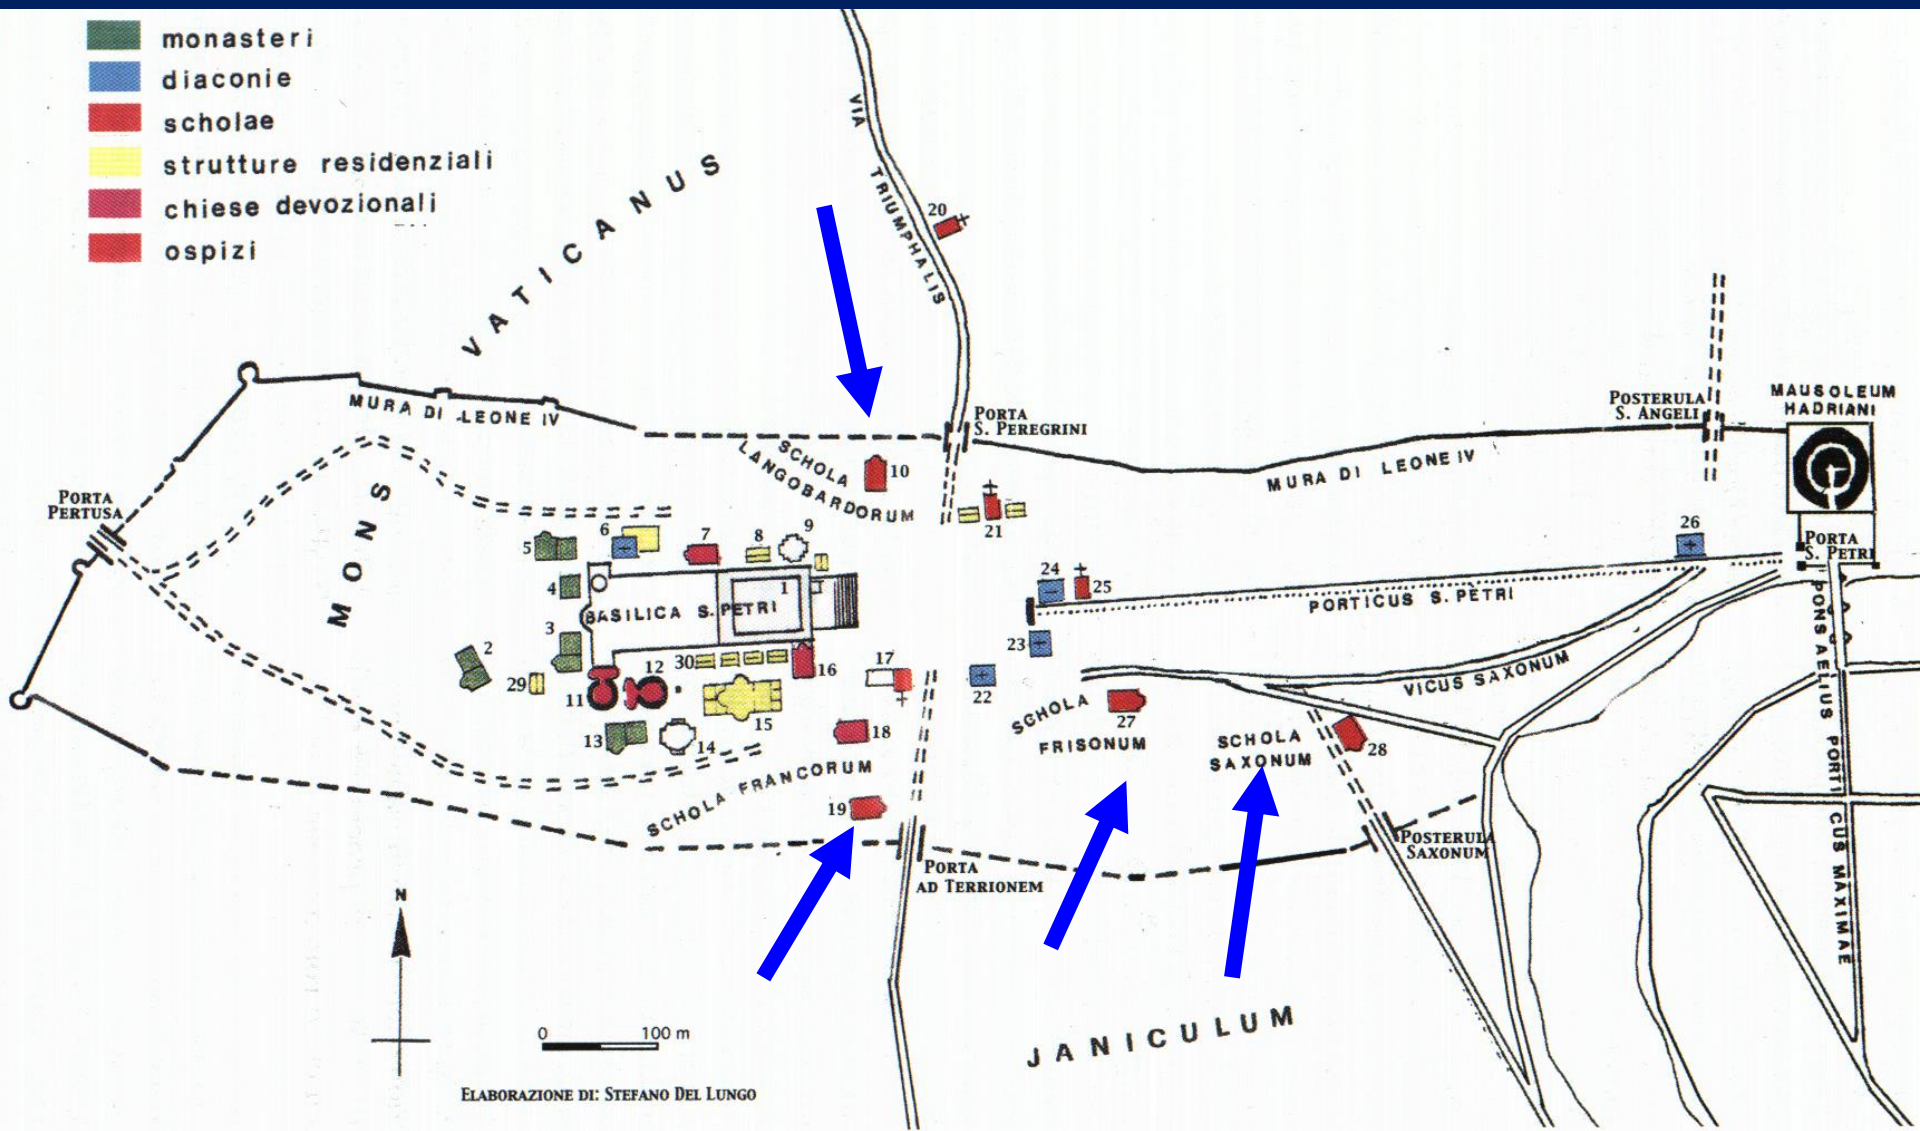 monasteri
diaconie
scholae
strutture residenziali
chiese devozionali
ospizi
MONS VATICANUS
VIA TRIUMPHALIS
20
MURA DI LEONE IV
PORTA
S. PEREGRINI
POSTERULA
S. ANGELI
MAUSOLEUM
HADRIANI
PORTA
PERTUSA
SCHOLA
LANGOBARDORUM
10
MURA DI LEONE IV
21
26
PORTA
S. PETRI
5
6
7
8
9
4
1
BASILICA S. PETRI
24
25
PORTICUS S. PETRI
3
2
23
29
12
30
16
17
22
11
15
VICUS SAXONUM
13
14
18
SCHOLA
FRISONUM
27
SCHOLA
SAXONUM
28
SCHOLA FRANCORUM
19
PORTA
AD TERRIONEM
POSTERULA
SAXONUM
PONS AELIUS
PORTICUS MAXIMAE
N
0 100 m
JANICULUM
ELABORAZIONE DI: STEFANO DEL LUNGO